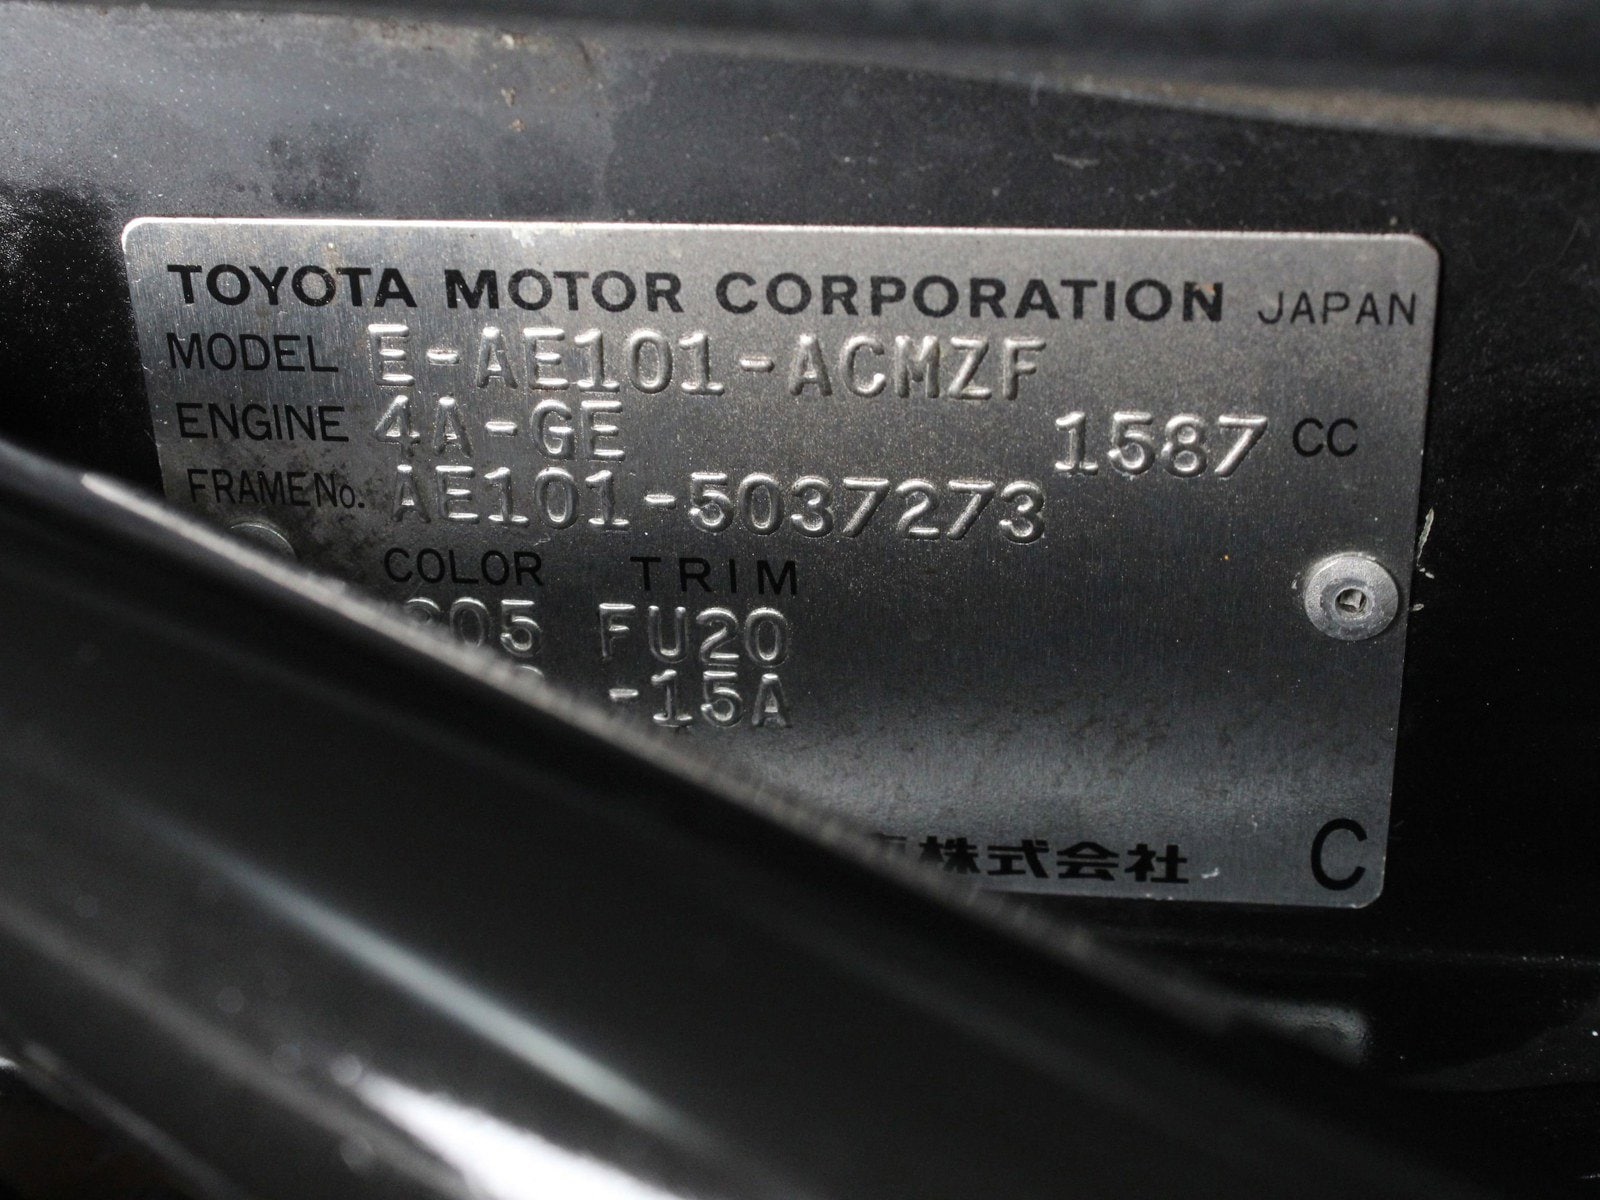 TOYOTA MOTOR CORPORATION JAPAN
MODEL E-AE101-ACMZF
ENGINE 4A-GE 1587 CC
FRAME No. AE101-5037273
COLOR TRIM
FU20
-15A
株式会社 C